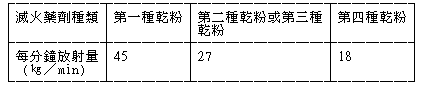 滅火藥劑種類 第一種乾粉 第二種乾粉或第三種
乾粉 第四種乾粉
每分鐘放射量
(㎏／min) 45 27 18